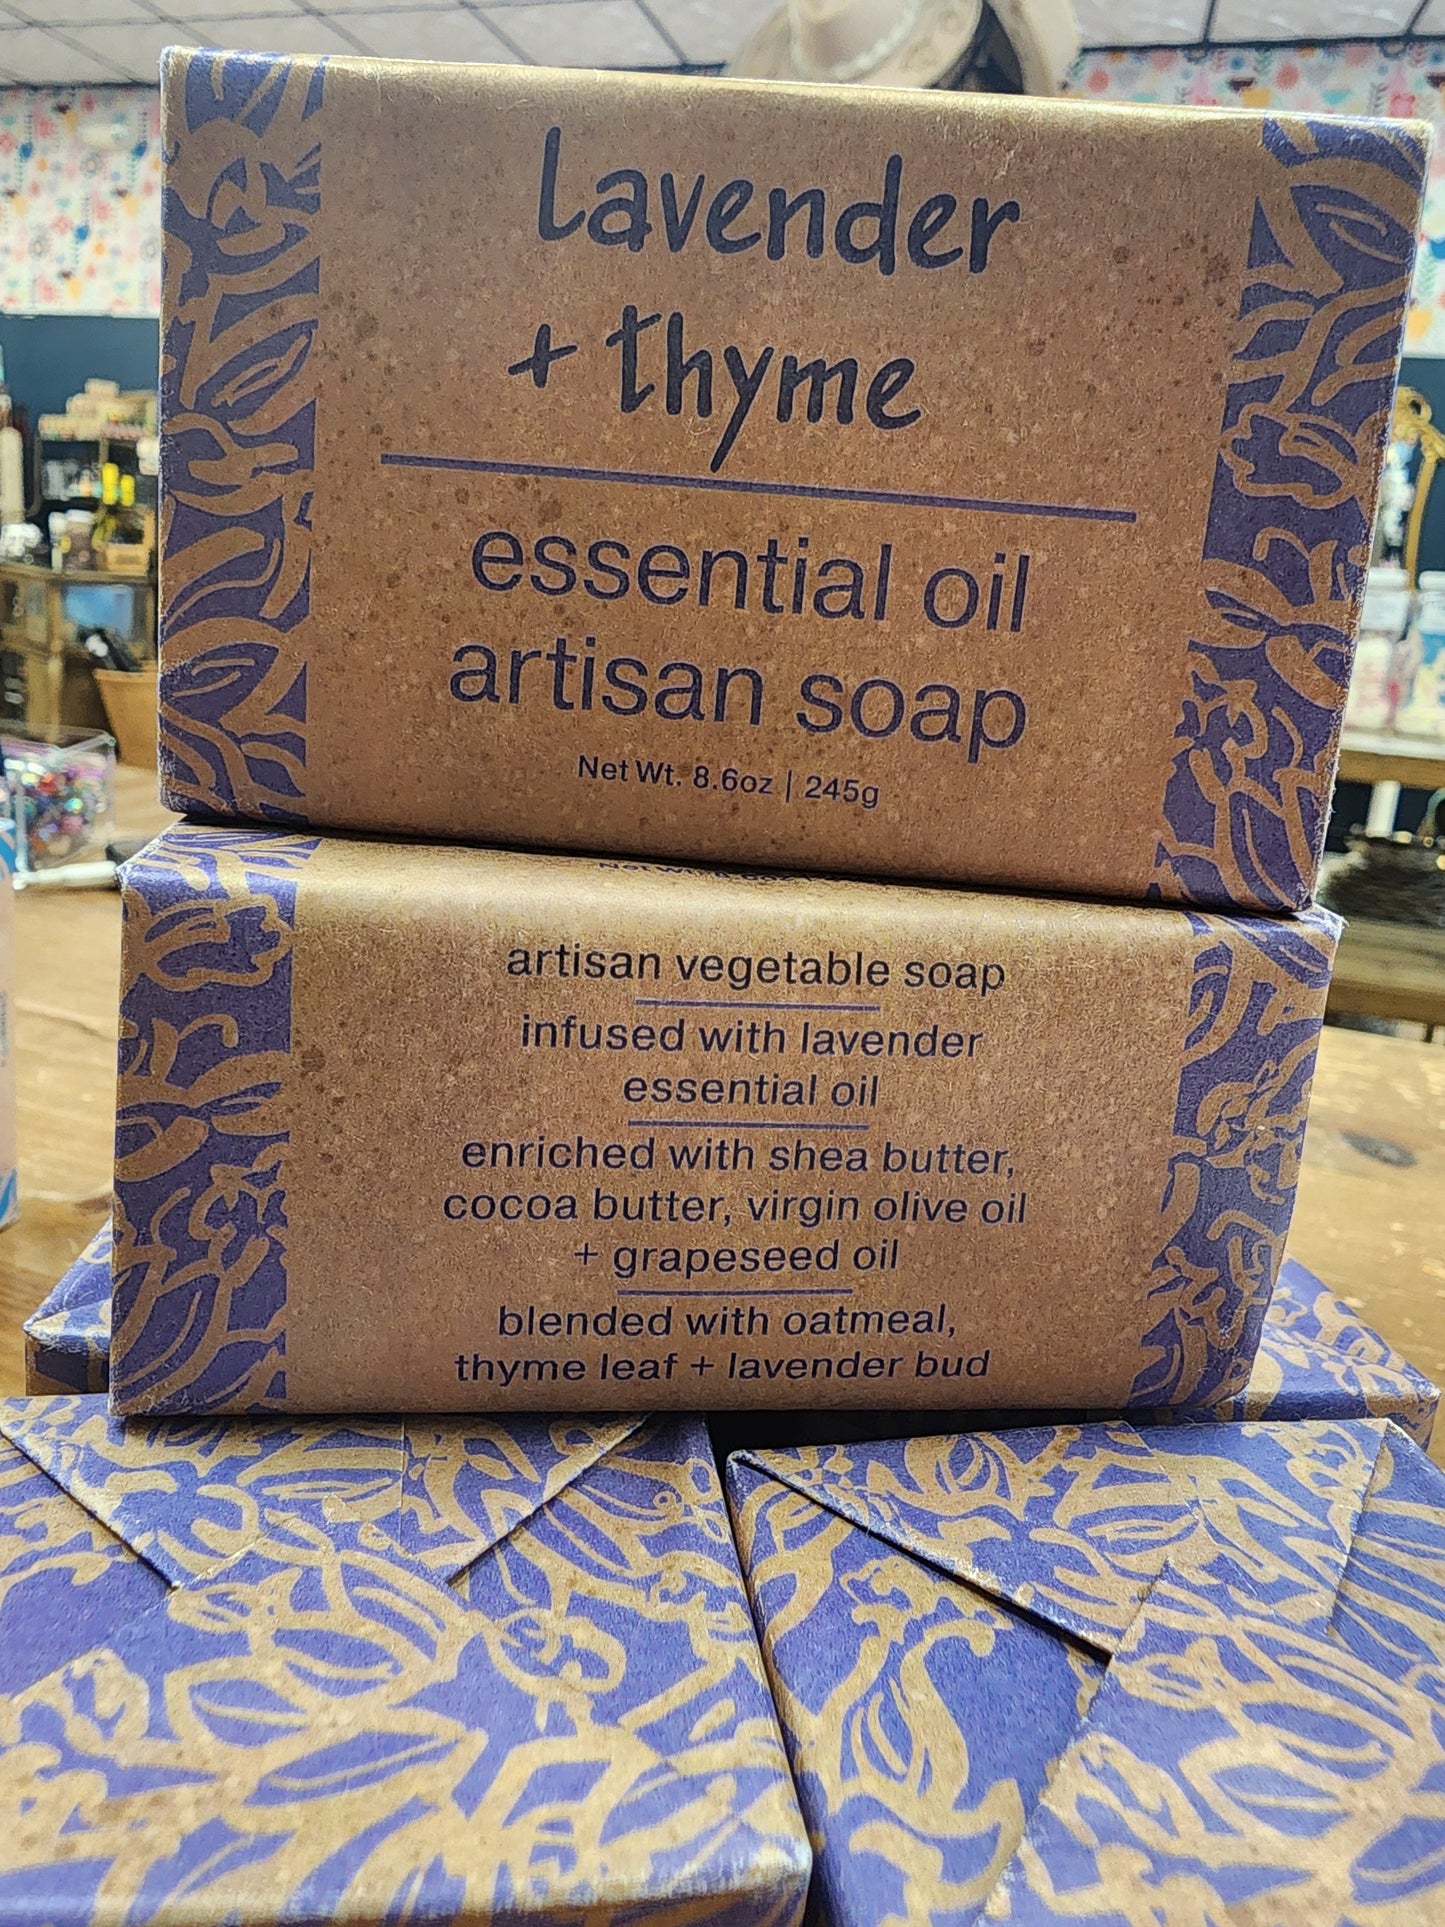 Lavender
+ thyme
essential oil
artisan soap
Net Wt. 8.6oz | 245g
artisan vegetable soap
infused with lavender
essential oil
enriched with shea butter,
cocoa butter, virgin olive oil
+ grapeseed oil
blended with oatmeal,
thyme leaf + lavender bud